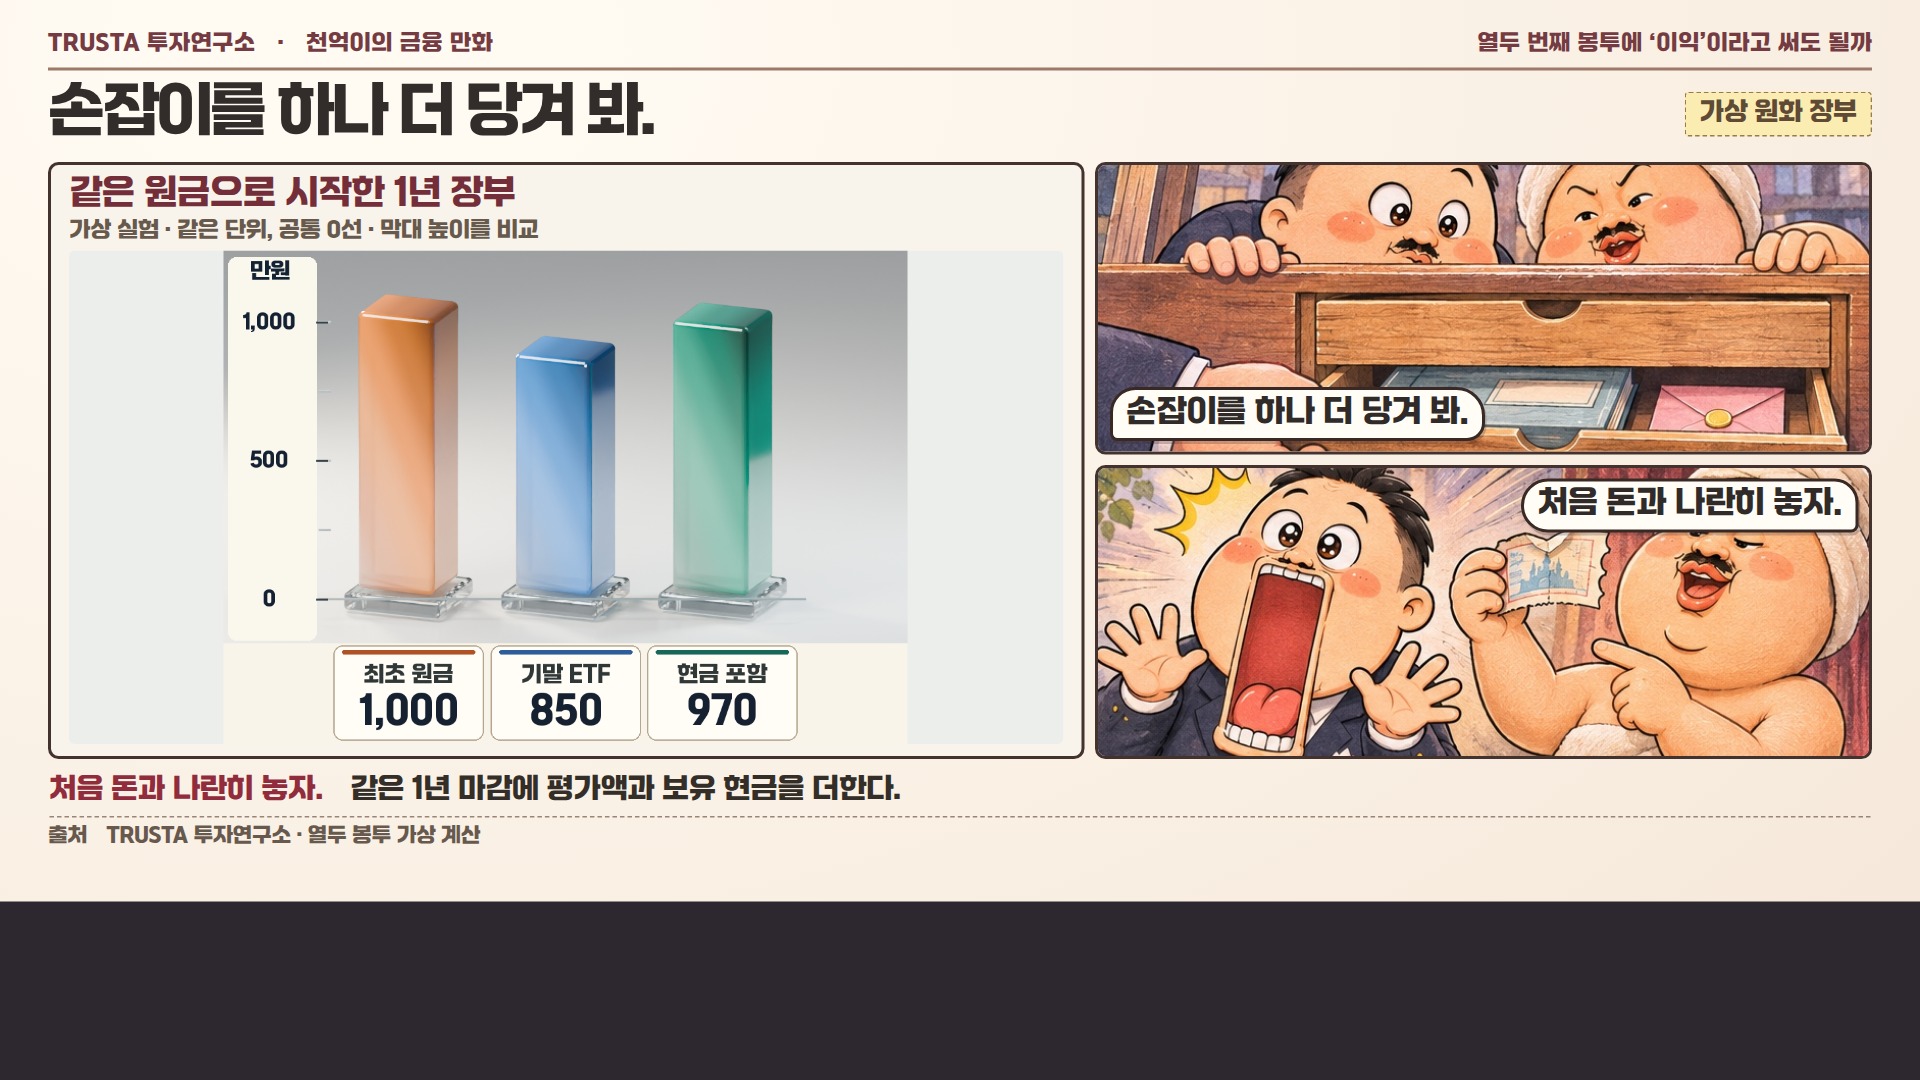 TRUSTA 투자연구소 · 천억이의 금융 만화
열두 번째 봉투에 ‘이익’이라고 써도 될까
손잡이를 하나 더 당겨 봐.
가상 원화 장부
같은 원금으로 시작한 1년 장부
가상 실험 · 같은 단위, 공통 0선 · 막대 높이를 비교
만원
1,000
500
0
최초 원금
1,000
기말 ETF
850
현금 포함
970
손잡이를 하나 더 당겨 봐.
처음 돈과 나란히 놓자.
처음 돈과 나란히 놓자. 같은 1년 마감에 평가액과 보유 현금을 더한다.
출처 TRUSTA 투자연구소 · 열두 봉투 가상 계산